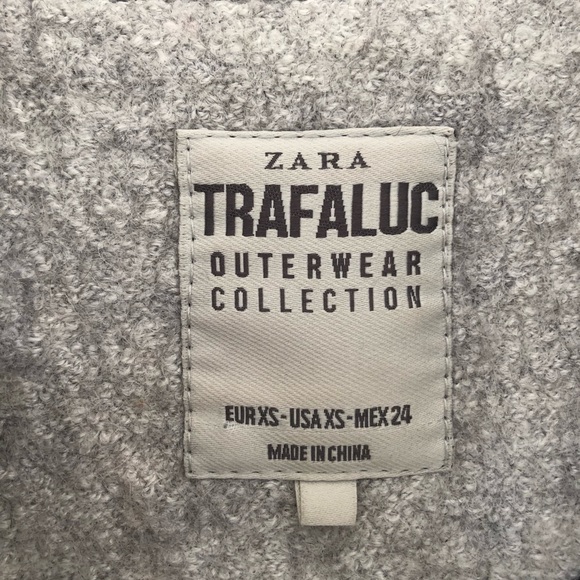 ZARA
TRAFALUC
OUTERWEAR
COLLECTION
EUR XS - USA XS - MEX 24
MADE IN CHINA